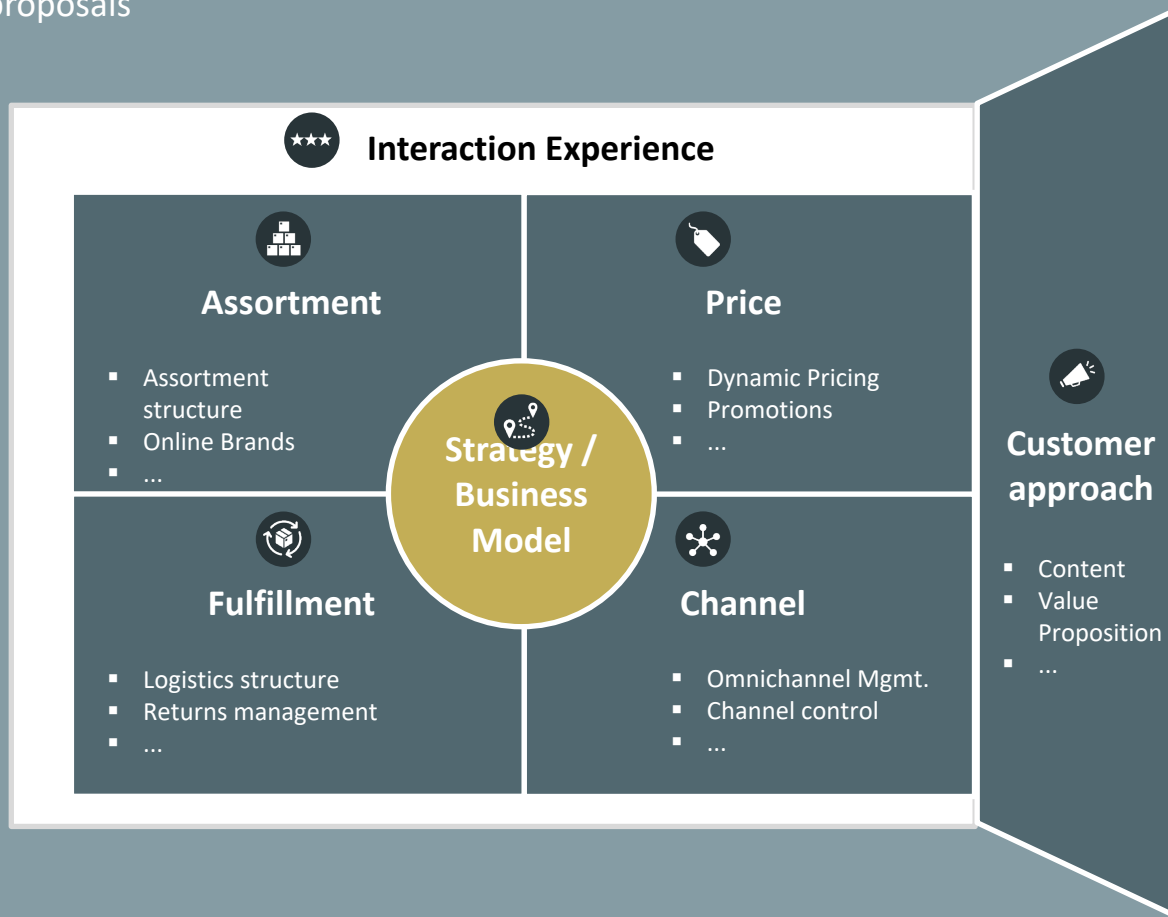 proposals
Interaction Experience
Assortment
▪ Assortment
structure
▪ Online Brands
▪ ...
Price
▪ Dynamic Pricing
▪ Promotions
▪ ...
Strategy /
Business
Model
Fulfillment
▪ Logistics structure
▪ Returns management
▪ ...
Channel
▪ Omnichannel Mgmt.
▪ Channel control
▪ ...
Customer
approach
▪ Content
▪ Value
Proposition
▪ ...